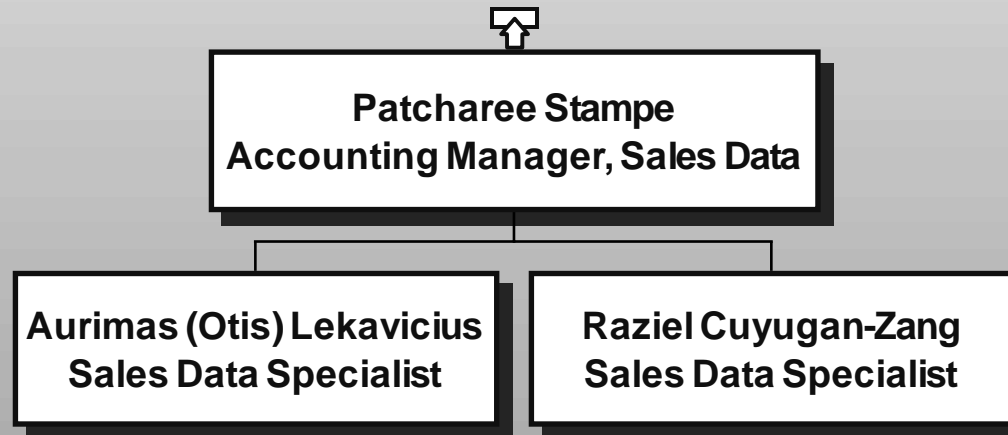 Patcharee Stampe
Accounting Manager, Sales Data
Aurimas (Otis) Lekavicius
Sales Data Specialist
Raziel Cuyugan-Zang
Sales Data Specialist